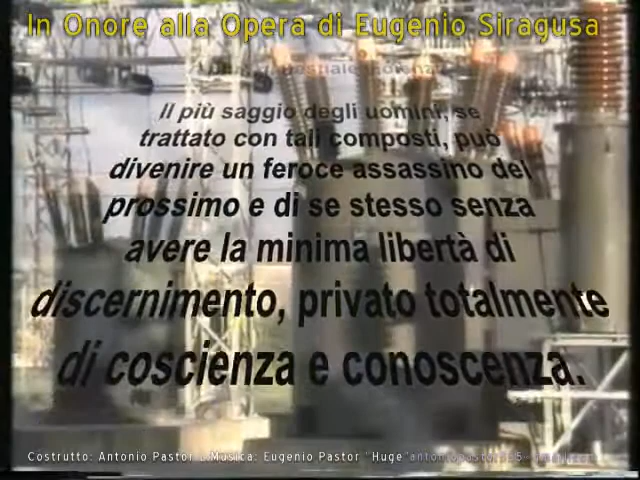 In Onore alla Opera di Eugenio Siragusa
Il più saggio degli uomini, se
trattato con tali composti, può
divenire un feroce assassino del
prossimo e di se stesso senza
avere la minima libertà di
discernimento, privato totalmente
di coscienza e conoscenza.
Costrutto: Antonio Pastor Musica: Eugenio Pastor "Huge"